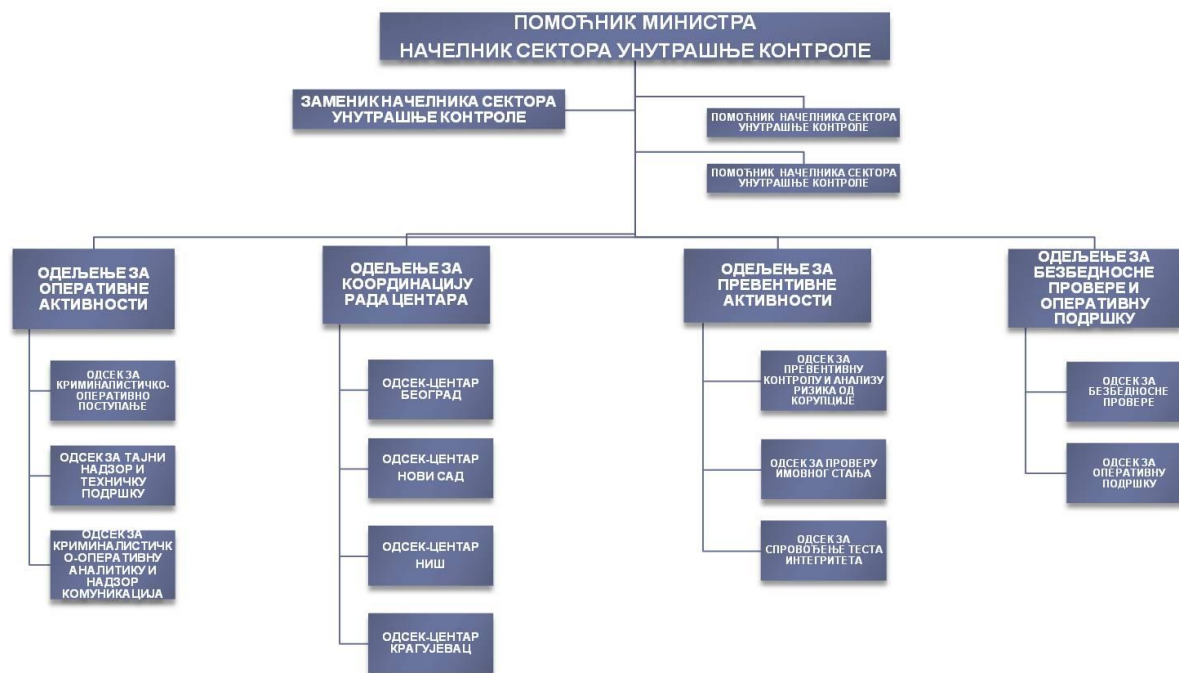 ПОМОЋНИК МИНИСТРА
НАЧЕЛНИК СЕКТОРА УНУТРАШЊЕ КОНТРОЛЕ
ЗАМЕНИК НАЧЕЛНИКА СЕКТОРА
УНУТРАШЊЕ КОНТРОЛЕ
ПОМОЋНИК НАЧЕЛНИКА СЕКТОРА
УНУТРАШЊЕ КОНТРОЛЕ
ПОМОЋНИК НАЧЕЛНИКА СЕКТОРА
УНУТРАШЊЕ КОНТРОЛЕ
ОДЕЉЕЊЕ ЗА
ОПЕРАТИВНЕ
АКТИВНОСТИ
ОДСЕК ЗА
КРИМИНАЛИСТИЧКО-
ОПЕРАТИВНО
ПОСТУПАЊЕ
ОДСЕК ЗА ТАЈНИ
НАДЗОР И
ТЕХНИЧКУ
ПОДРШКУ
ОДСЕК ЗА
КРИМИНАЛИСТИЧК
О-ОПЕРАТИВНУ
АНАЛИТИКУ И
НАДЗОР
КОМУНИКАЦИЈА
ОДЕЉЕЊЕ ЗА
КООРДИНАЦИЈУ
РАДА ЦЕНТАРА
ОДСЕК-ЦЕНТАР
БЕОГРАД
ОДСЕК-ЦЕНТАР
НОВИ САД
ОДСЕК-ЦЕНТАР
НИШ
ОДСЕК-ЦЕНТАР
КРАГУЈЕВАЦ
ОДЕЉЕЊЕ ЗА
ПРЕВЕНТИВНЕ
АКТИВНОСТИ
ОДСЕК ЗА
ПРЕВЕНТИВНУ
КОНТРОЛУ И АНАЛИЗУ
РИЗИКА ОД
КОРУПЦИЈЕ
ОДСЕК ЗА ПРОВЕРУ
ИМОВНОГ СТАЊА
ОДСЕК ЗА
СПРОВОЂЕЊЕ ТЕСТА
ИНТЕГРИТЕТА
ОДЕЉЕЊЕ ЗА
БЕЗБЕДНОСНЕ
ПРОВЕРЕ И
ОПЕРАТИВНУ
ПОДРШКУ
ОДСЕК ЗА
БЕЗБЕДНОСНЕ
ПРОВЕРЕ
ОДСЕК ЗА
ОПЕРАТИВНУ
ПОДРШКУ